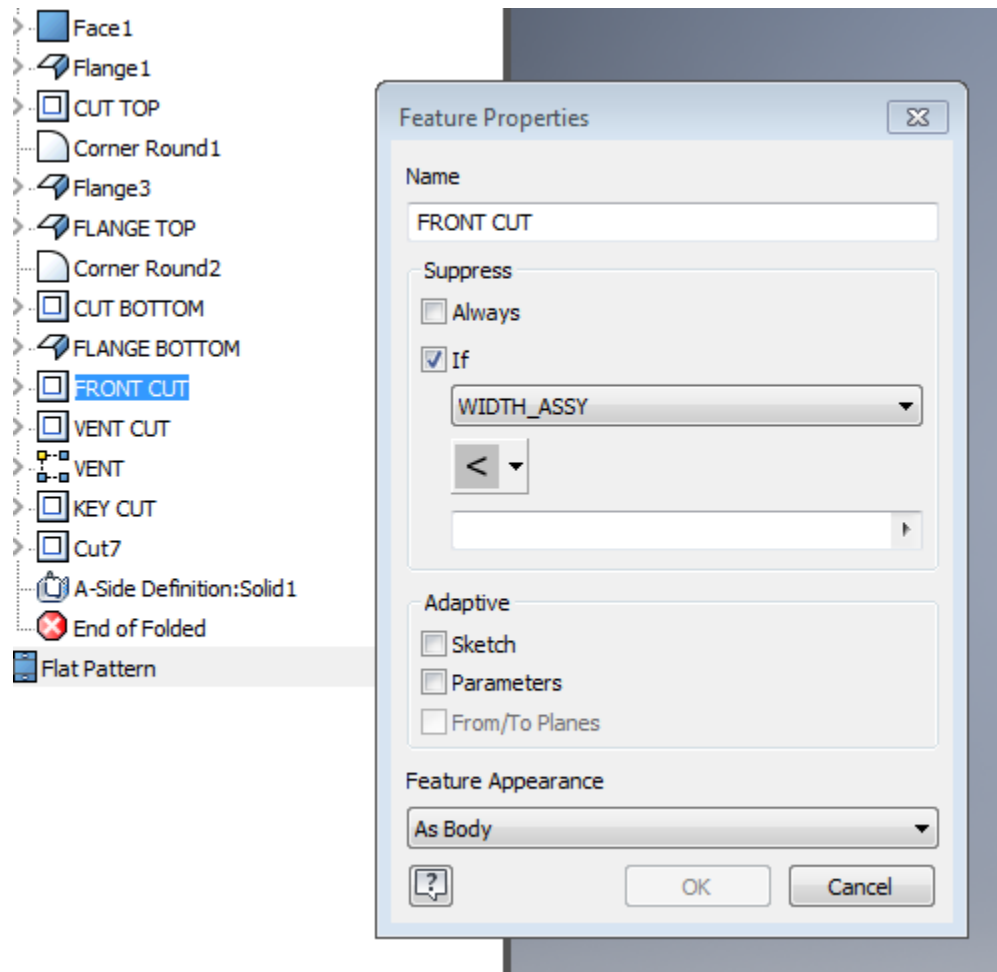 Face1
Flange1
CUT TOP
Corner Round1
Flange3
FLANGE TOP
Corner Round2
CUT BOTTOM
FLANGE BOTTOM
FRONT CUT
VENT CUT
VENT
KEY CUT
Cut7
A-Side Definition:Solid1
End of Folded
Flat Pattern
Feature Properties
Name
FRONT CUT
Suppress
Always
If
WIDTH_ASSY
<
Adaptive
Sketch
Parameters
From/To Planes
Feature Appearance
As Body
?
OK Cancel